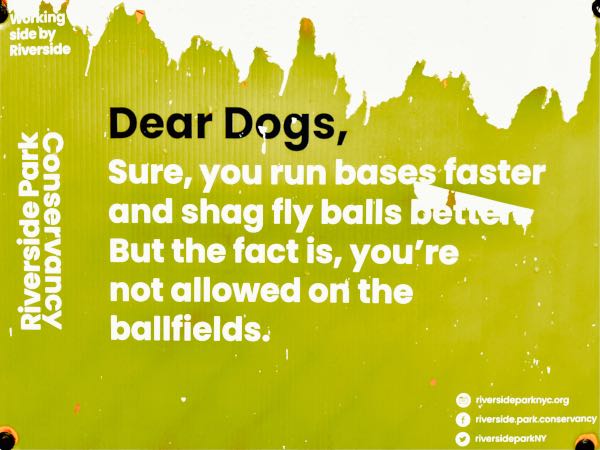 Working
side by
Riverside
Riverside Park
Conservancy
Dear Dogs,
Sure, you run bases faster
and shag fly balls better.
But the fact is, you're
not allowed on the
ballfields.
riversideparknyc.org
riverside.park.conservancy
riversideparkNY